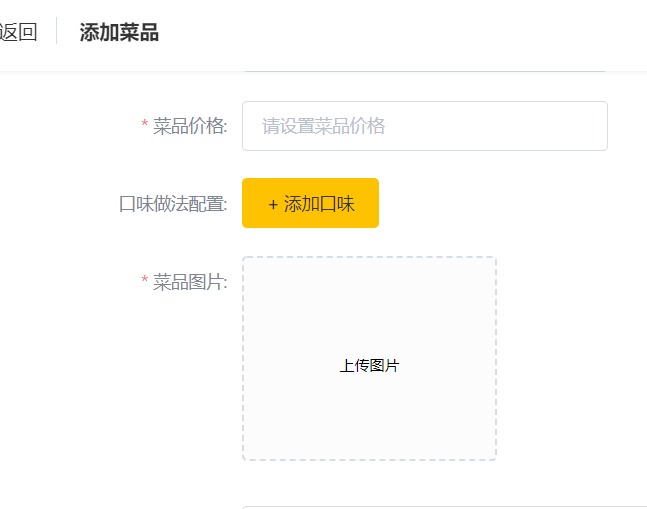 返回 添加菜品
* 菜品价格: 请设置菜品价格
口味做法配置: + 添加口味
* 菜品图片:
上传图片